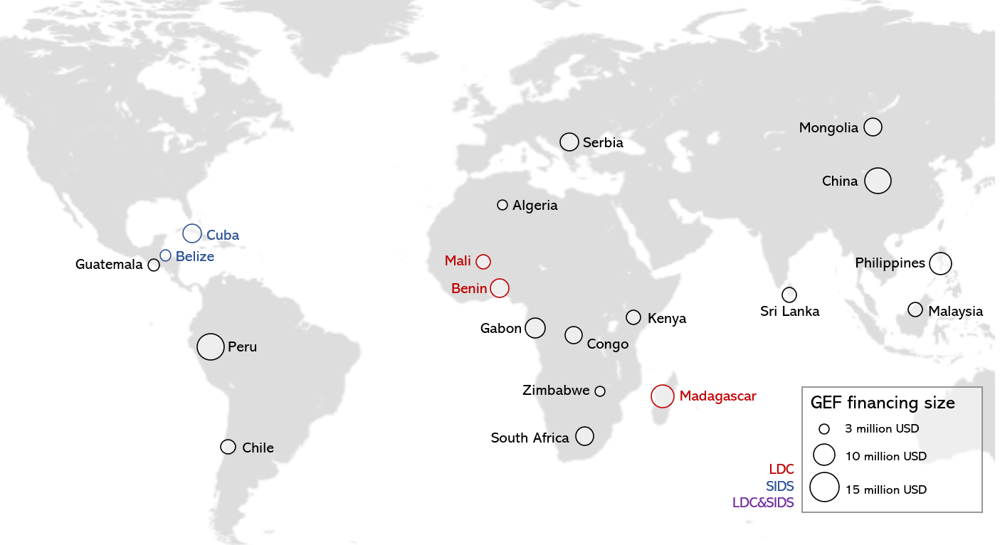 Mongolia
Serbia
China
Algeria
Cuba
Belize
Guatemala
Mali
Philippines
Benin
Sri Lanka
Malaysia
Kenya
Gabon
Congo
Peru
Zimbabwe
Madagascar
South Africa
Chile
GEF financing size
3 million USD
10 million USD
15 million USD
LDC
SIDS
LDC&SIDS